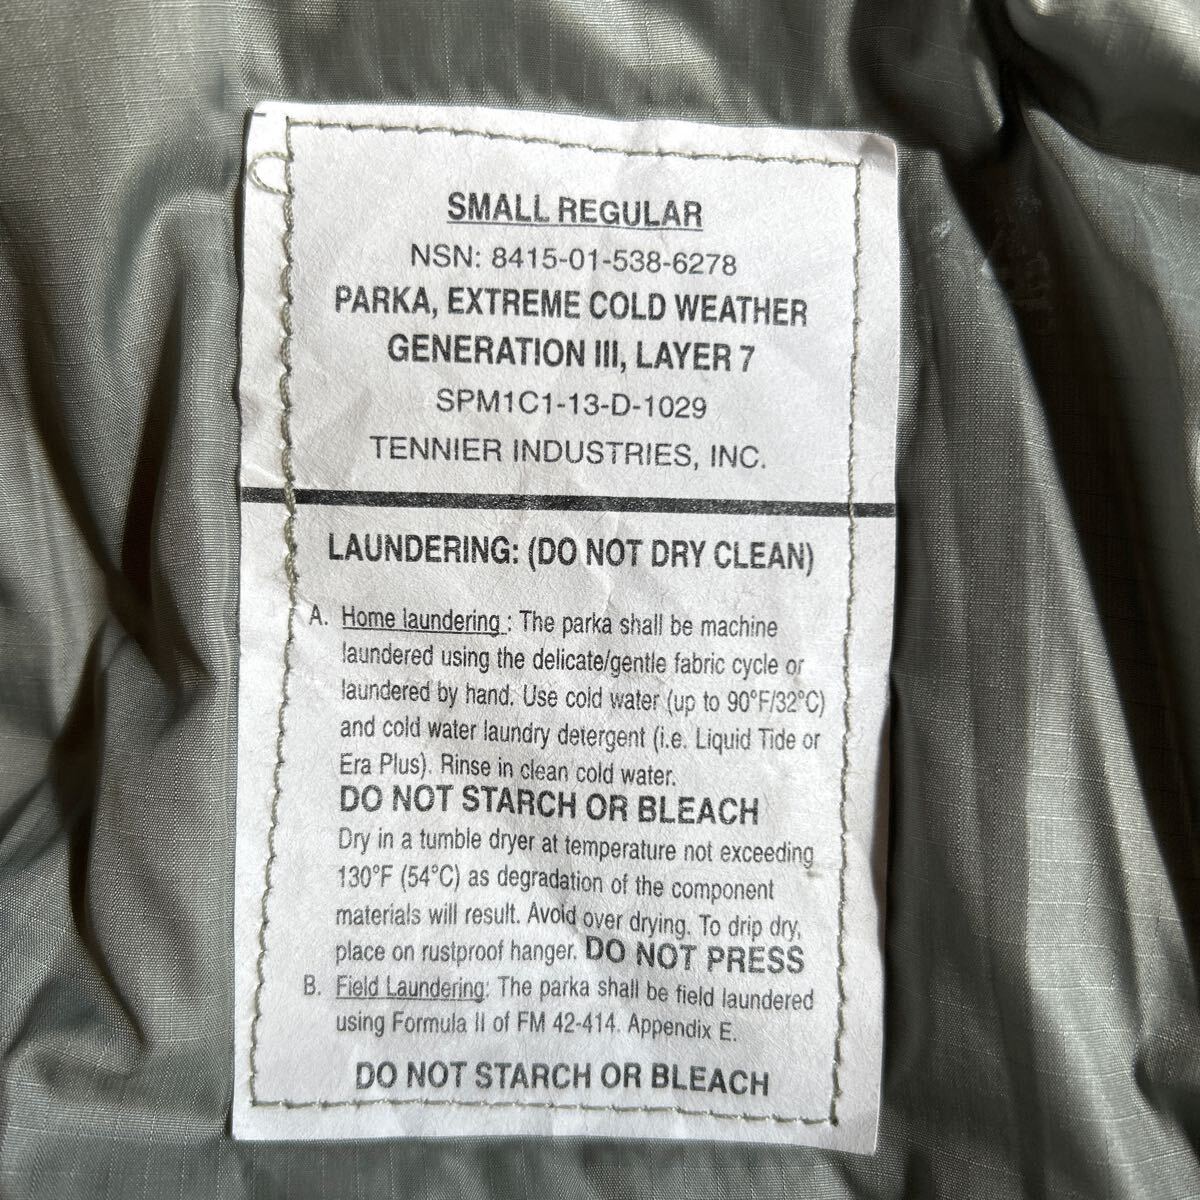 SMALL REGULAR
NSN: 8415-01-538-6278
PARKA, EXTREME COLD WEATHER
GENERATION III, LAYER 7
SPM1C1-13-D-1029
TENNIER INDUSTRIES, INC.
LAUNDERING: (DO NOT DRY CLEAN)
A. Home laundering : The parka shall be machine
laundered using the delicate/gentle fabric cycle or
laundered by hand. Use cold water (up to 90°F/32°C)
and cold water laundry detergent (i.e. Liquid Tide or
Era Plus). Rinse in clean cold water.
DO NOT STARCH OR BLEACH
Dry in a tumble dryer at temperature not exceeding
130°F (54°C) as degradation of the component
materials will result. Avoid over drying. To drip dry,
place on rustproof hanger. DO NOT PRESS
B. Field Laundering: The parka shall be field laundered
using Formula II of FM 42-414. Appendix E.
DO NOT STARCH OR BLEACH